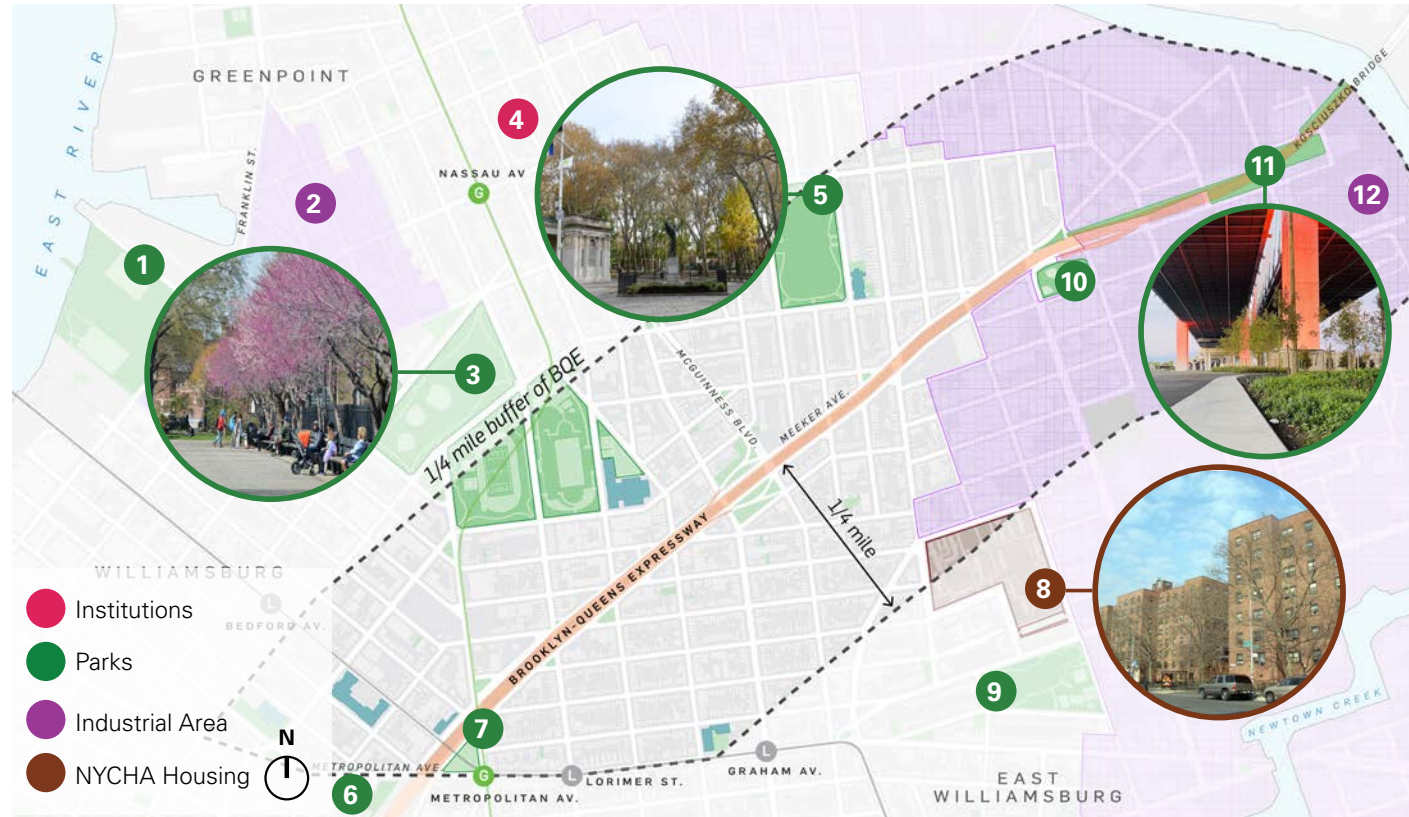 GREENPOINT
EAST RIVER
FRANKLIN ST.
NASSAU AV
G
KOSCIUSZKO BRIDGE
1
2
3
4
5
10
11
12
1/4 mile buffer of BQE
MCGUINNESS BLVD.
MEEKER AVE.
1/4 mile
BROOKLYN-QUEENS EXPRESSWAY
WILLIAMSBURG
L
BEDFORD AV.
Institutions
Parks
Industrial Area
NYCHA Housing
N
8
9
7
6
METROPOLITAN AVE.
G
METROPOLITAN AV.
L
LORIMER ST.
L
GRAHAM AV.
EAST
WILLIAMSBURG
NEWTOWN CREEK